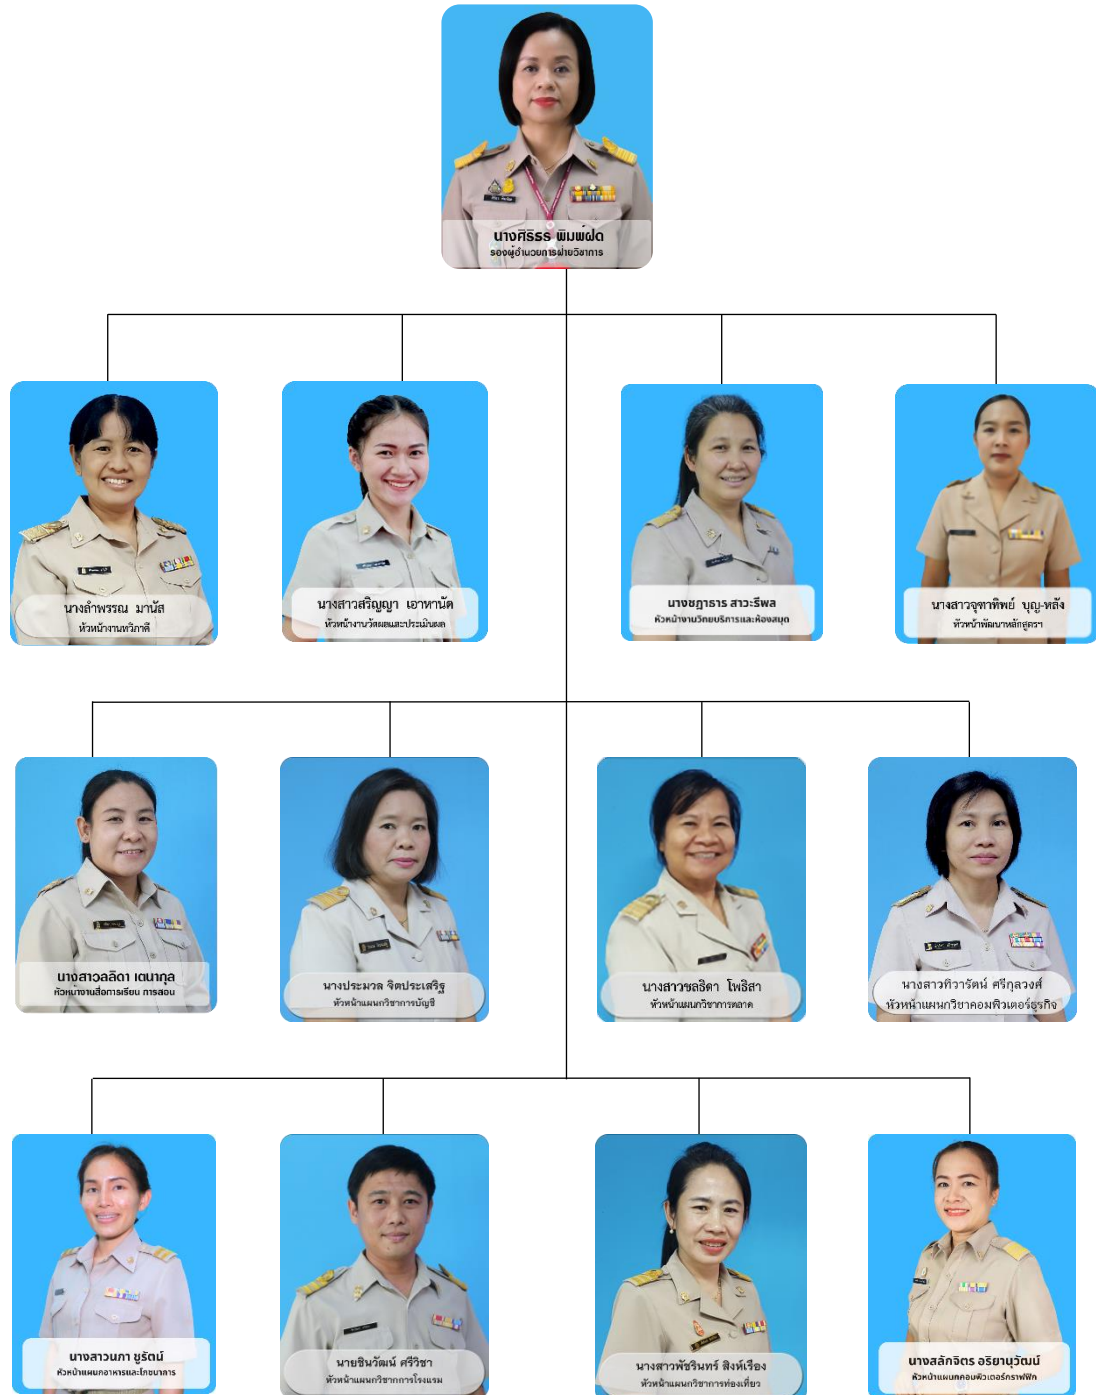 นางศิริธร พิมพ์ฝด
รองผู้อำนวยการฝ่ายวิชาการ
นางลำพรรณ มานัส
หัวหน้างานทวิภาคี
นางสาวสริญญา เอาหานัด
หัวหน้างานวัดผลและประเมินผล
นางชฎาธาร สาวะรีพล
หัวหน้างานวิทยบริการและห้องสมุด
นางสาวจุฑาทิพย์ บุญ-หลัง
หัวหน้าพัฒนาหลักสูตรฯ
นางสาวลลิดา เตนากุล
หัวหน้างานสื่อการเรียน การสอน
นางประมวล จิตประเสริฐ
หัวหน้าแผนกวิชาการบัญชี
นางสาวชลธิดา โพธิสา
หัวหน้าแผนกวิชาการตลาด
นางสาวทิวารัตน์ ศรีกุลวงศ์
หัวหน้าแผนกวิชาคอมพิวเตอร์ธุรกิจ
นางสาวนภา ชูรัตน์
หัวหน้าแผนกอาหารและโภชนาการ
นายชินวัฒน์ ศรีวิชา
หัวหน้าแผนกวิชากการโรงแรม
นางสาวพัชรินทร์ สิงห์เรือง
หัวหน้าแผนกวิชาการท่องเที่ยว
นางสลักจิตร อริยานุวัฒน์
หัวหน้าแผนกคอมพิวเตอร์กราฟฟิก